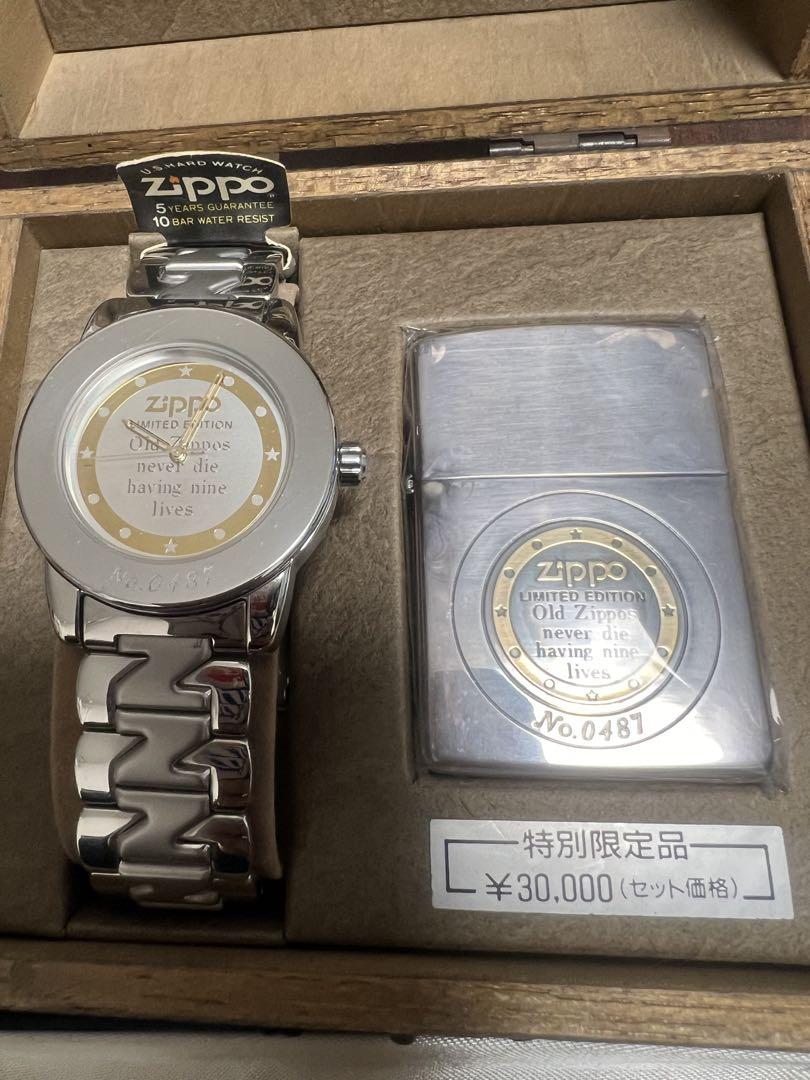 U.S. HARD WATCH
zippo
5 YEARS GUARANTEE
10 BAR WATER RESIST
zippo
LIMITED EDITION
Old Zippos
never die
having nine
lives
No.0487
zippo
LIMITED EDITION
Old Zippos
never die
having nine
lives
No.0487
特別限定品
¥30,000(セット価格)